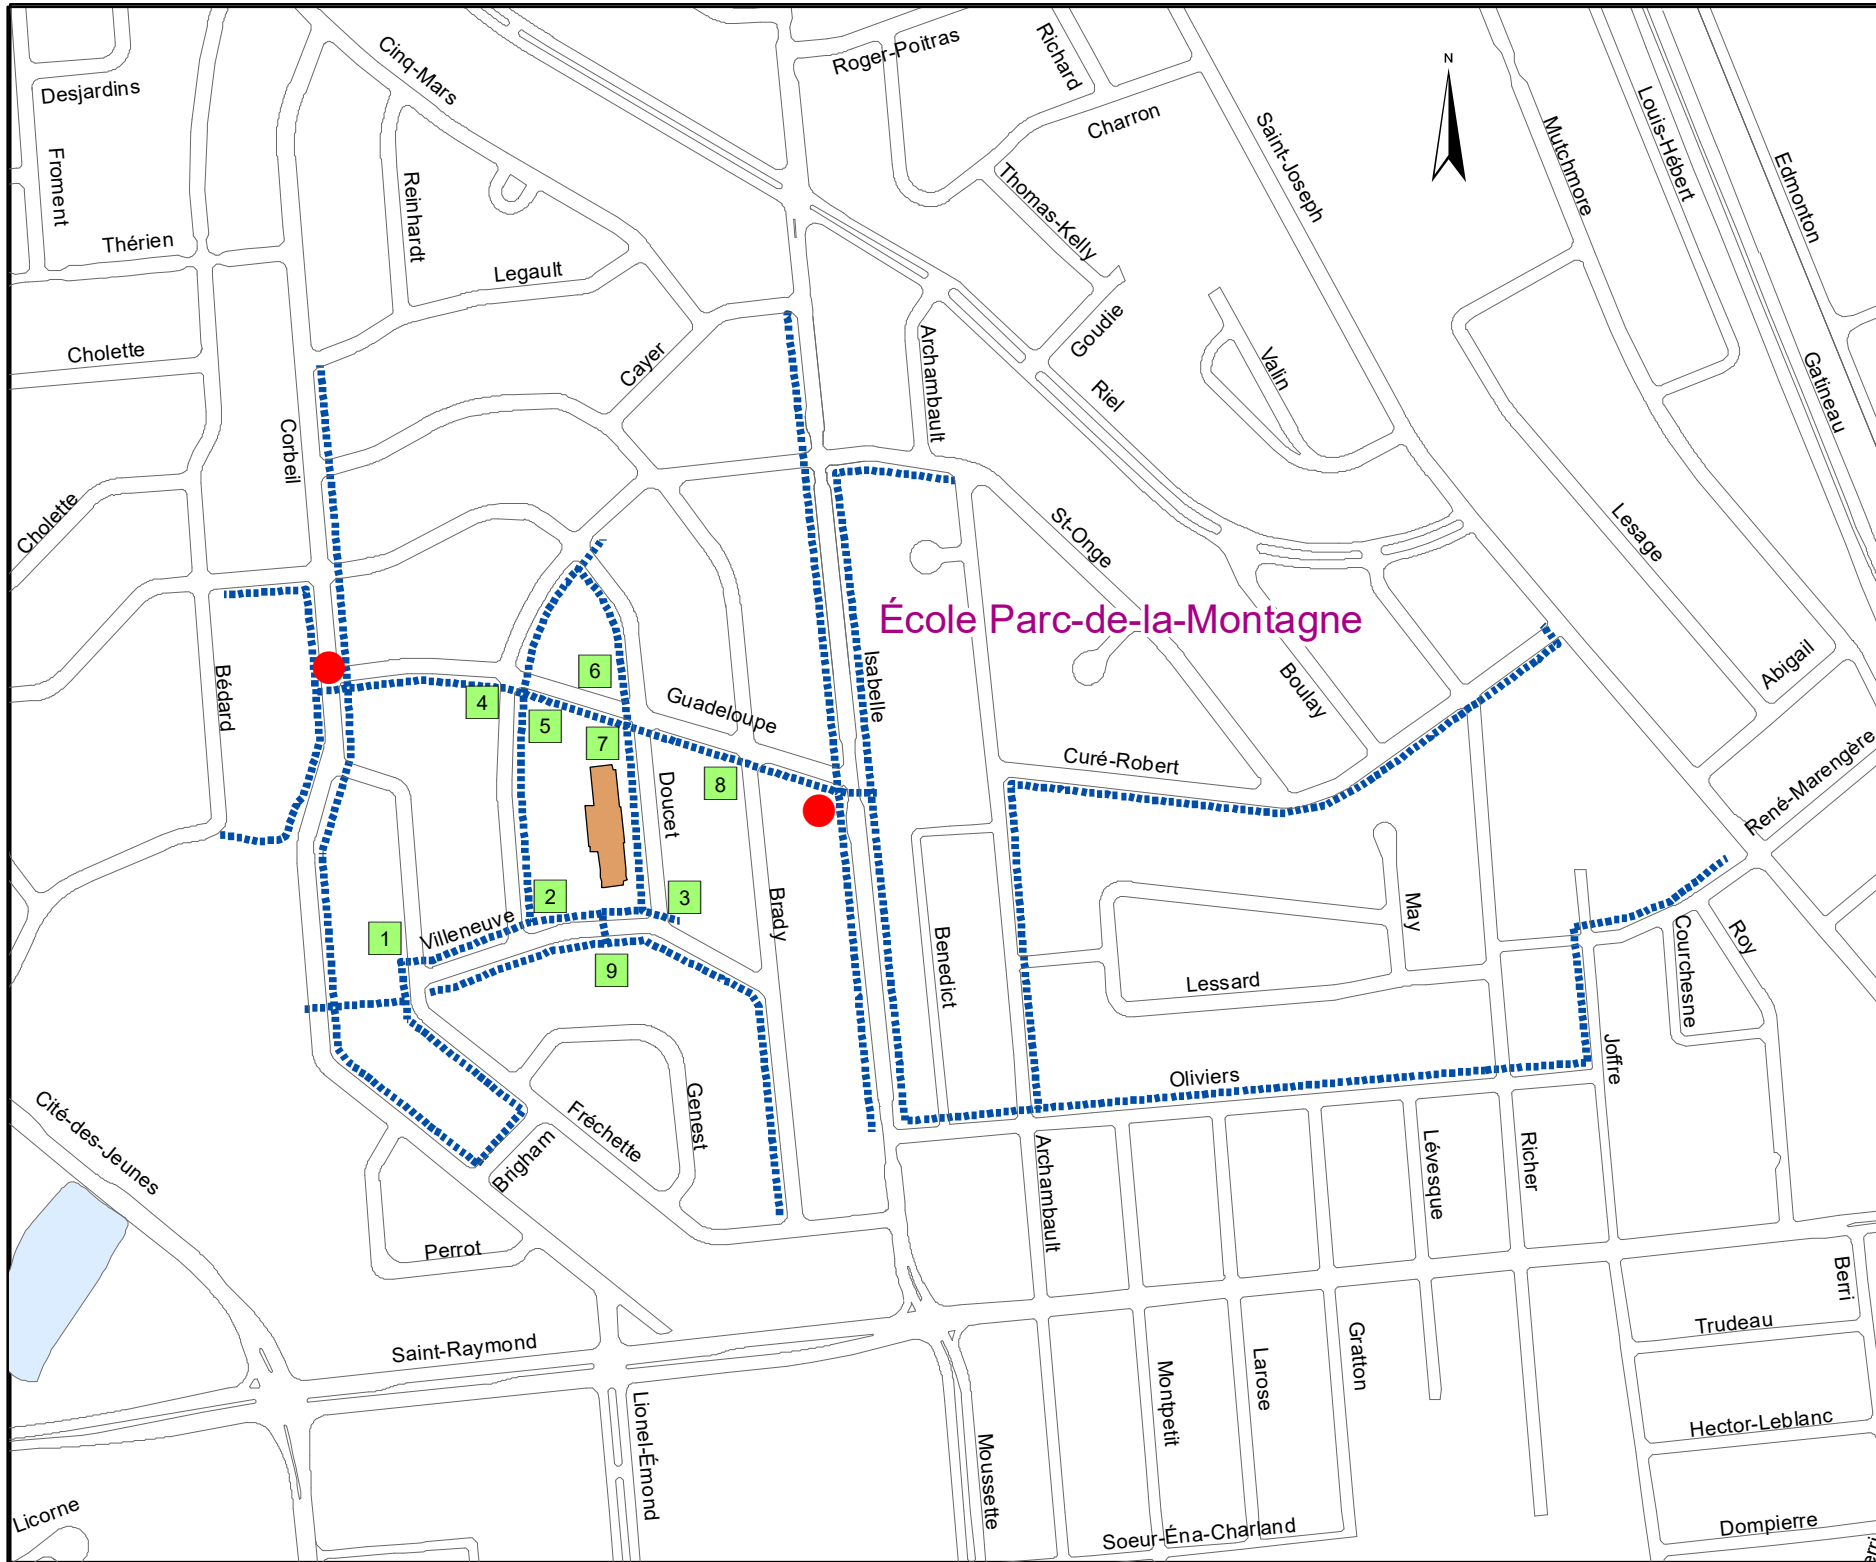 Desjardins
Cinq-Mars
Roger-Poitras
Richard
N
Charron
Saint-Joseph
Mutchmore
Louis-Hébert
Edmonton
Froment
Reinhardt
Thomas-Kelly
Thérien
Legault
Cholette
Cayer
Archambault
Goudie
Riel
Valin
Gatineau
Corbeil
Cholette
St-Onge
Lesage
École Parc-de-la-Montagne
Bédard
6
Isabelle
Boulay
Abigail
4
5
Guadeloupe
7
8
Curé-Robert
René-Marengère
Doucet
2
3
Brady
1
Villeneuve
9
Benedict
May
Lessard
Courchesne
Roy
Oliviers
Joffre
Cité-des-Jeunes
Fréchette
Genest
Brigham
Archambault
Lévesque
Richer
Perrot
Berri
Saint-Raymond
Trudeau
Lionel-Émond
Moussette
Montpetit
Larose
Gratton
Hector-Leblanc
Licorne
Soeur-Éna-Charland
Dompierre